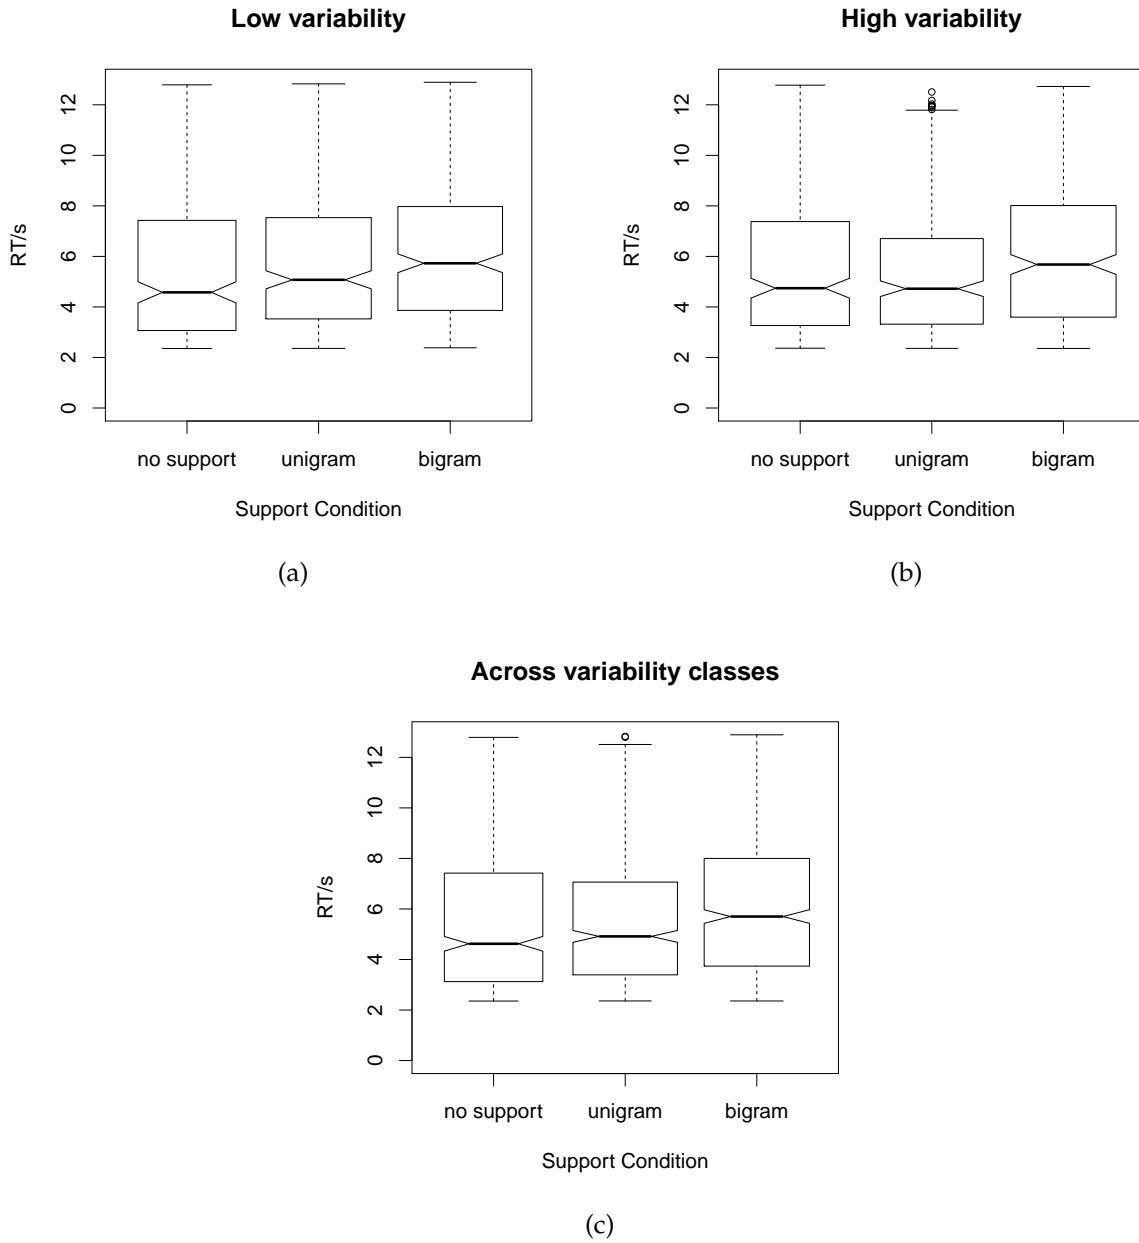 Low variability
RT/s
12
10
8
6
4
2
0
no support unigram bigram
Support Condition
(a)
High variability
RT/s
12
10
8
6
4
2
0
no support unigram bigram
Support Condition
(b)
Across variability classes
RT/s
12
10
8
6
4
2
0
no support unigram bigram
Support Condition
(c)